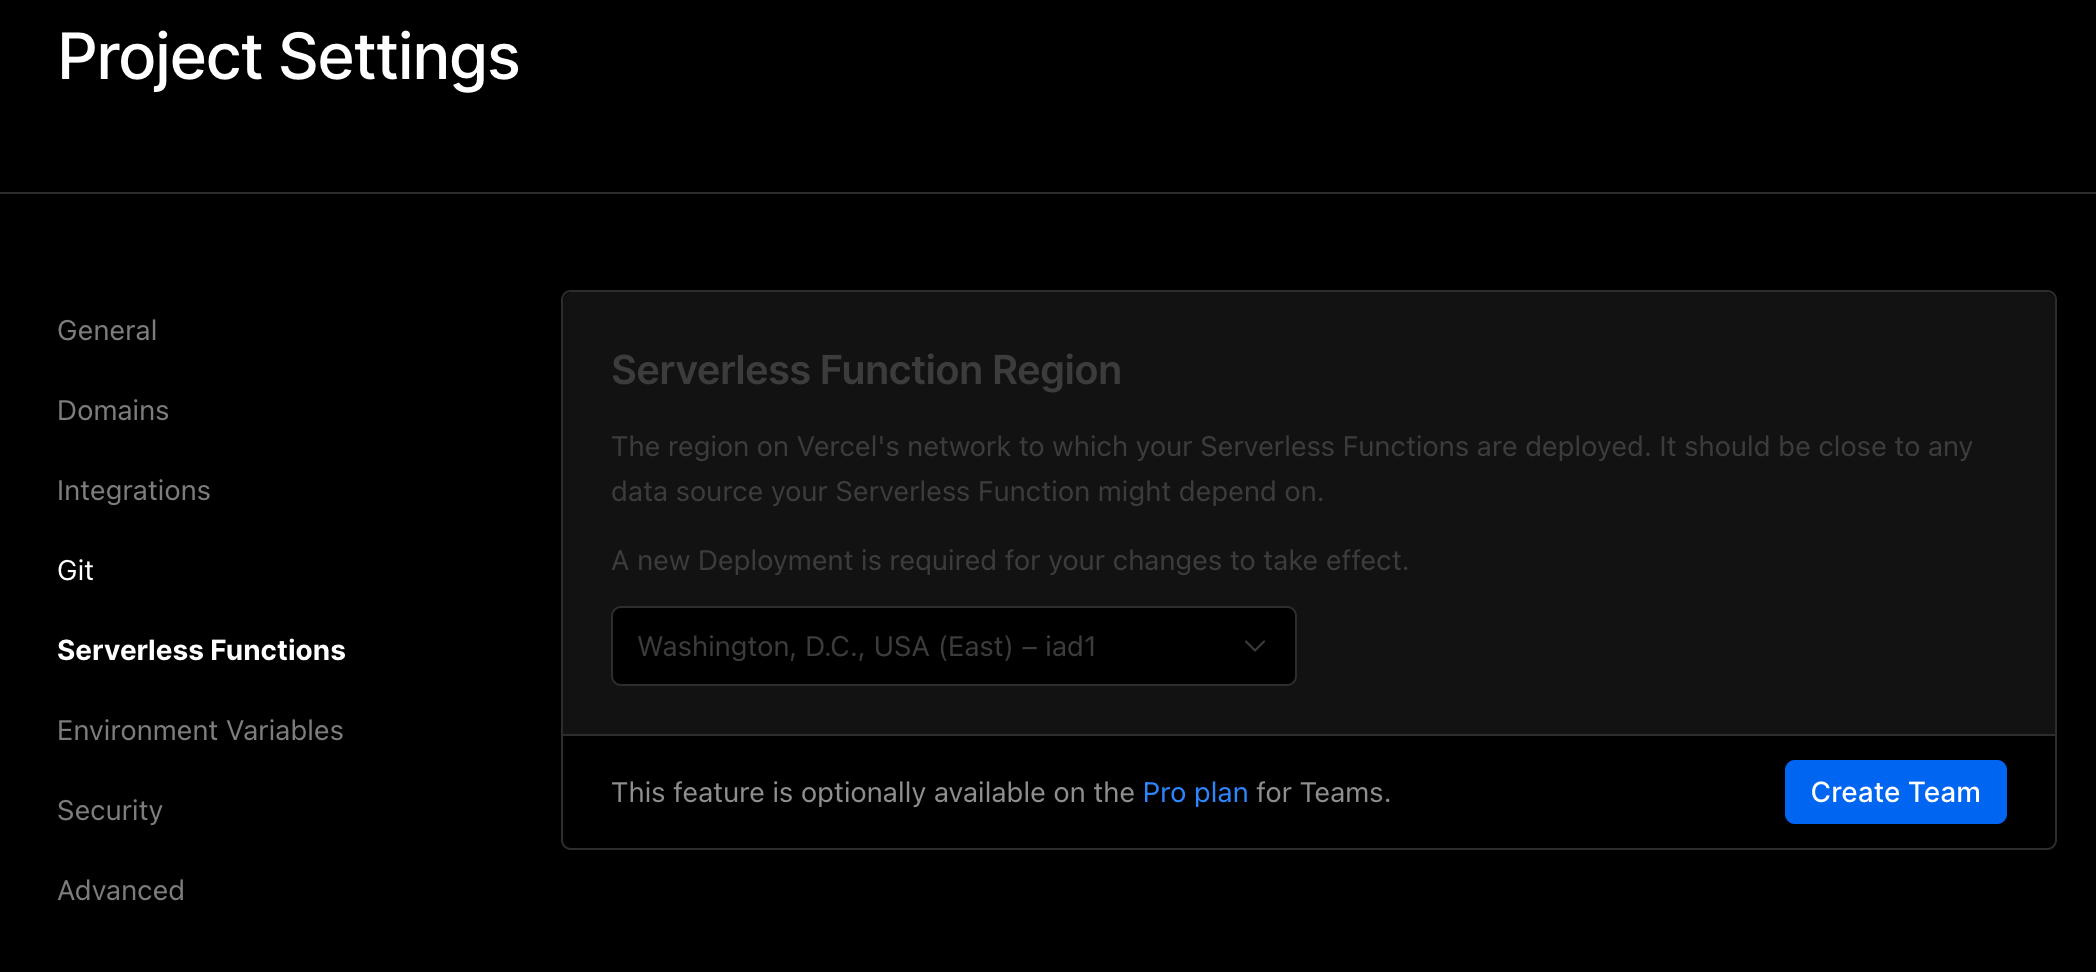 Project Settings
General
Domains
Integrations
Git
Serverless Functions
Environment Variables
Security
Advanced
Serverless Function Region
The region on Vercel's network to which your Serverless Functions are deployed. It should be close to any
data source your Serverless Function might depend on.
A new Deployment is required for your changes to take effect.
Washington, D.C., USA (East) – iad1
This feature is optionally available on the Pro plan for Teams.
Create Team